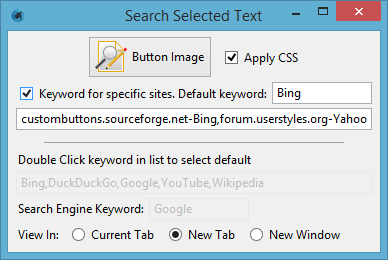 Search Selected Text
Button Image
Apply CSS
Keyword for specific sites. Default keyword: Bing
custombuttons.sourceforge.net-Bing,forum.userstyles.org-Yahoo
Double Click keyword in list to select default
Bing,DuckDuckGo,Google,YouTube,Wikipedia
Search Engine Keyword: Google
View In: Current Tab New Tab New Window